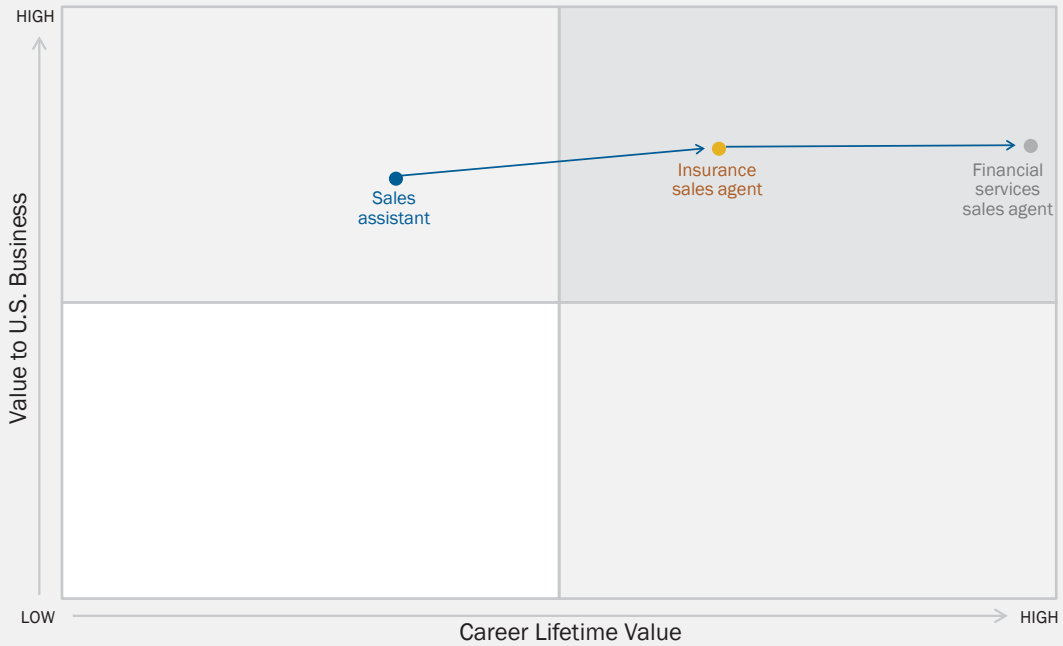 HIGH
Value to U.S. Business
Sales
assistant
Insurance
sales agent
Financial
services
sales agent
LOW
HIGH
Career Lifetime Value